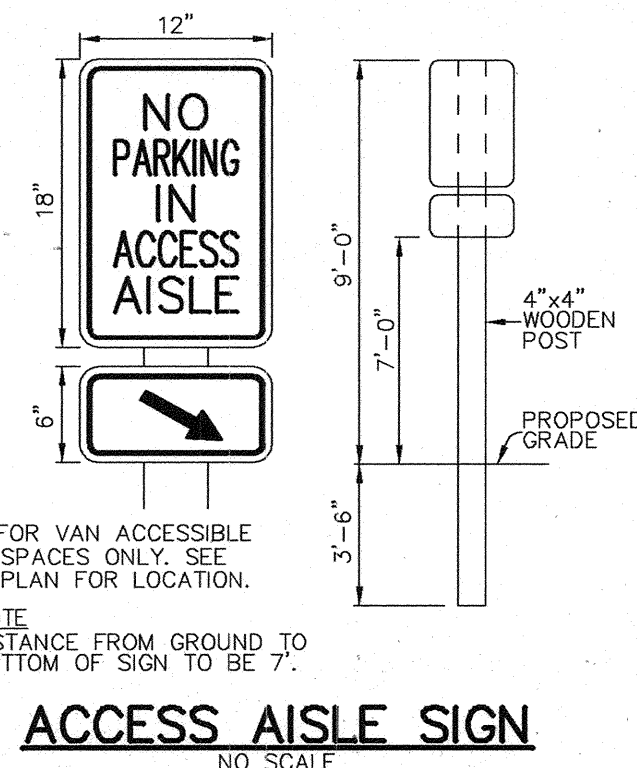 12"
18"
NO
PARKING
IN
ACCESS
AISLE
6"
9'-0"
7'-0"
3'-6"
4"x4"
WOODEN
POST
PROPOSED
GRADE
FOR VAN ACCESSIBLE
SPACES ONLY. SEE
PLAN FOR LOCATION.
TE
STANCE FROM GROUND TO
TTOM OF SIGN TO BE 7'.
ACCESS AISLE SIGN
NO SCALE